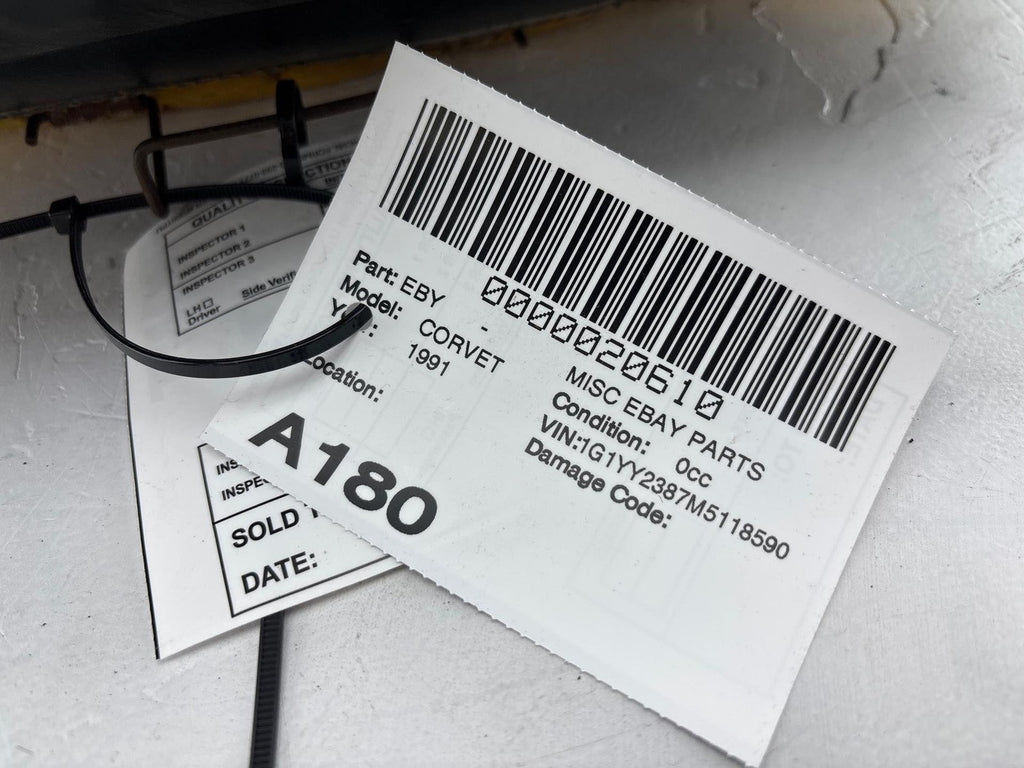 0000020610
Part: EBY - MISC EBAY PARTS
Model: CORVET Condition: 0cc
1991 VIN:1G1YY2387M5118590
Location: Damage Code:
A180
INSPECTOR 1
INSPECTOR 2
INSPECTOR 3
LH
Driver
Side
SOLD
DATE: